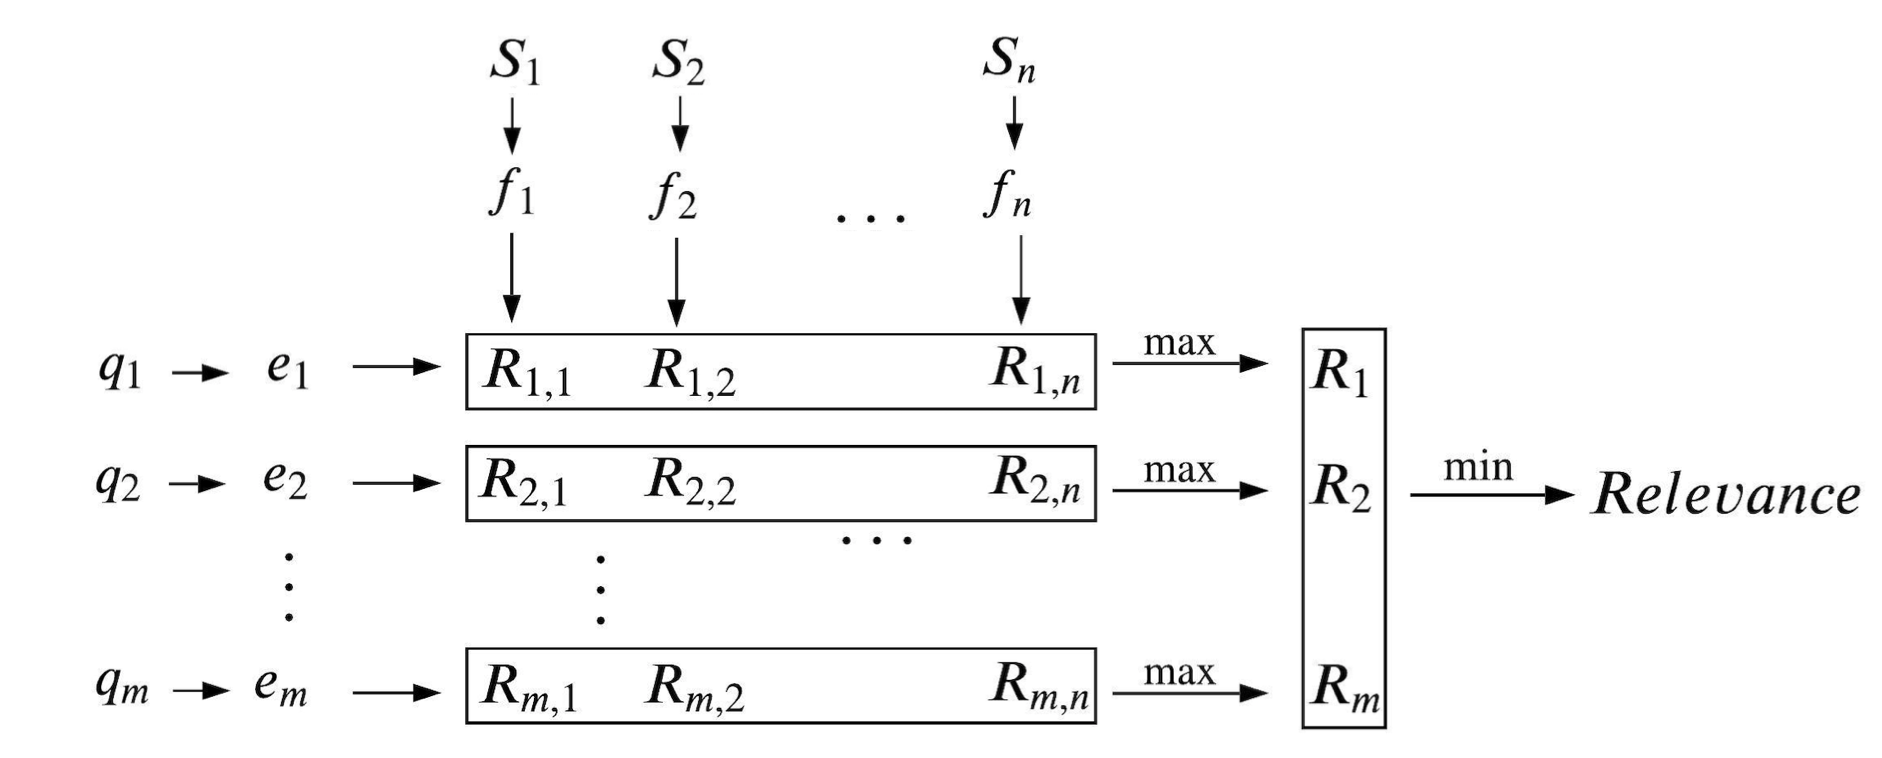 S₁ S₂ Sₙ
f₁ f₂ ... fₙ
q₁ e₁ R₁,₁ R₁,₂ R₁,ₙ max R₁
q₂ e₂ R₂,₁ R₂,₂ R₂,ₙ max R₂ min Relevance
...
qₘ eₘ Rₘ,₁ Rₘ,₂ Rₘ,ₙ max Rₘ